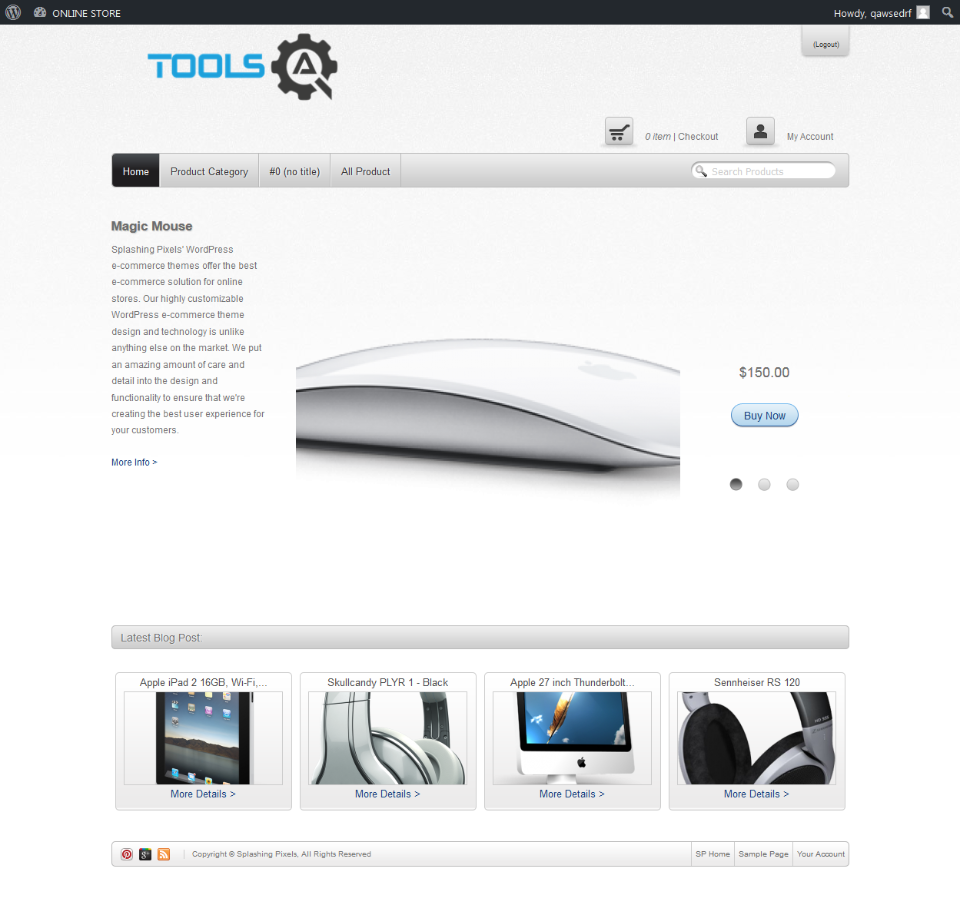 ONLINE STORE
Howdy, qawsedrf
(Logout)
TOOLS QA
0 item | Checkout
My Account
Home
Product Category
#0 (no title)
All Product
Search Products
Magic Mouse
Splashing Pixels' WordPress
e-commerce themes offer the best
e-commerce solution for online
stores. Our highly customizable
WordPress e-commerce theme
design and technology is unlike
anything else on the market. We put
an amazing amount of care and
detail into the design and
functionality to ensure that we're
creating the best user experience for
your customers.
More Info >
$150.00
Buy Now
Latest Blog Post:
Apple iPad 2 16GB, Wi-Fi,...
More Details >
Skullcandy PLYR 1 - Black
More Details >
Apple 27 inch Thunderbolt...
More Details >
Sennheiser RS 120
More Details >
Copyright © Splashing Pixels, All Rights Reserved
SP Home
Sample Page
Your Account